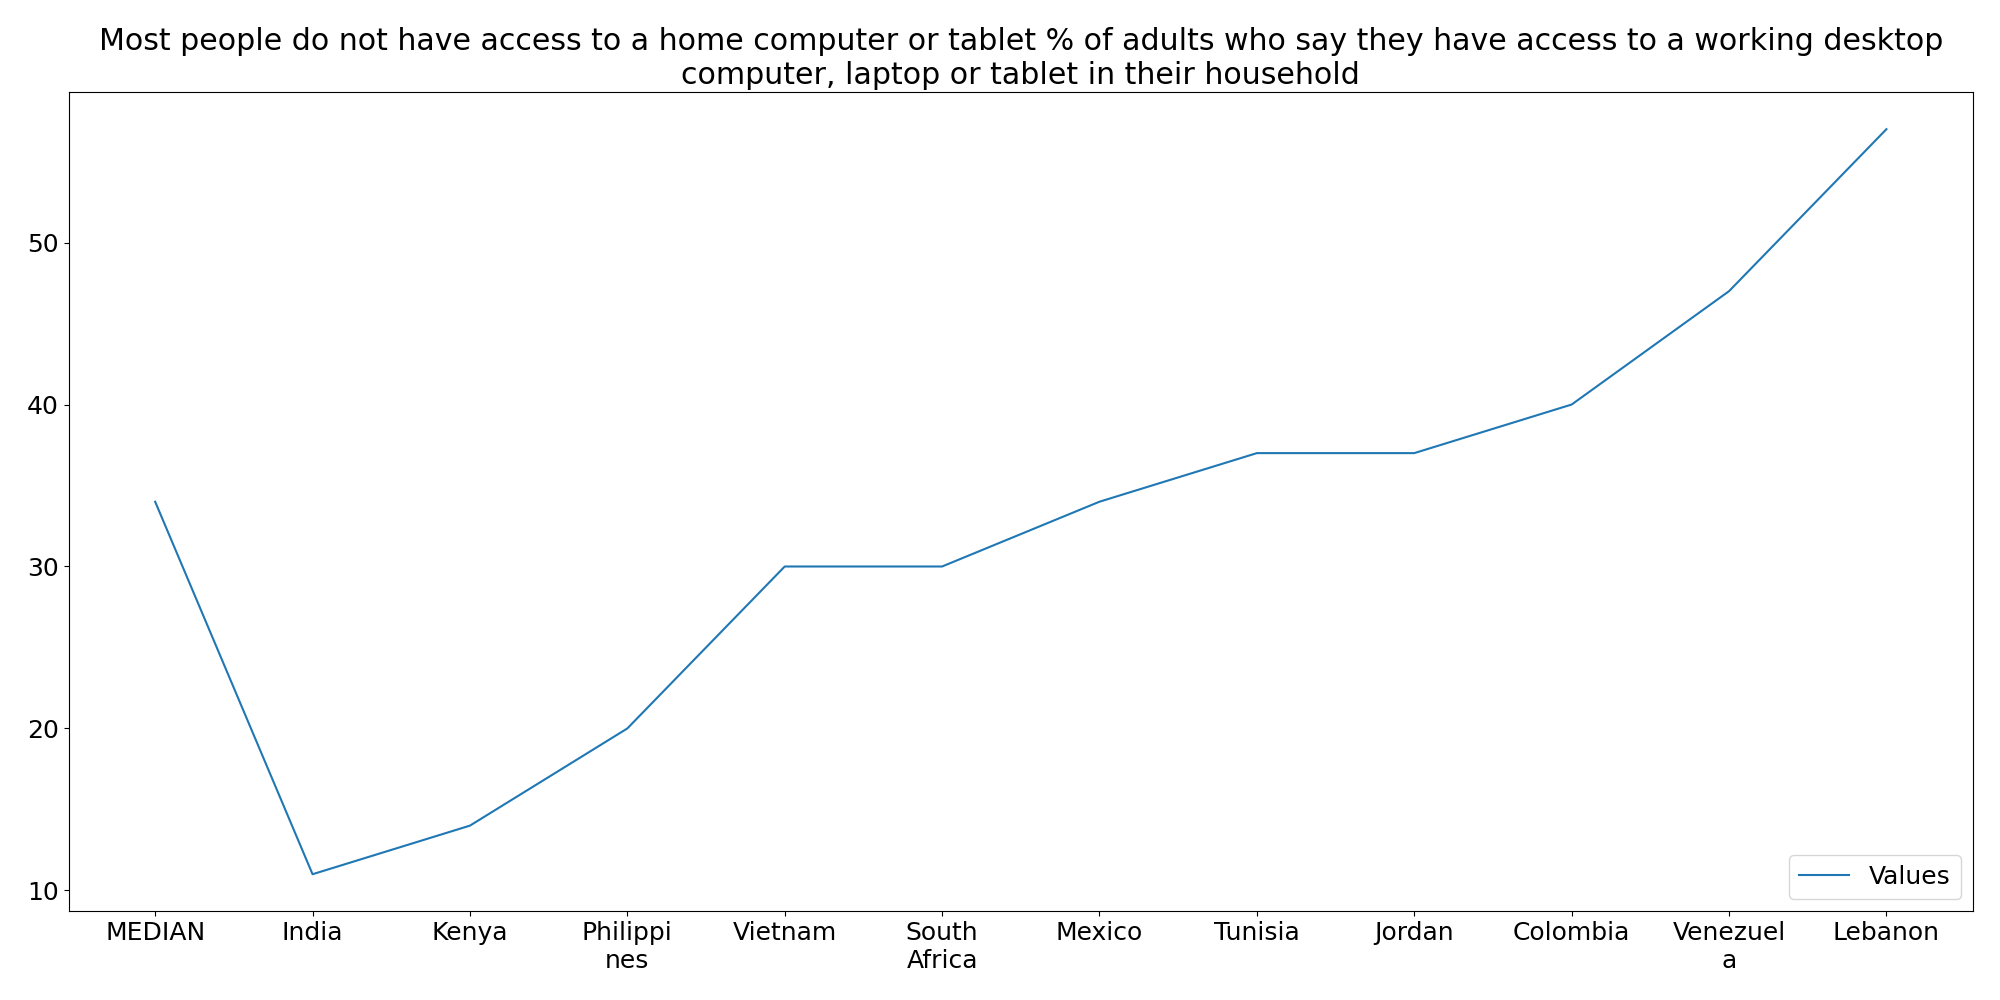 Most people do not have access to a home computer or tablet % of adults who say they have access to a working desktop
computer, laptop or tablet in their household
50
40
30
20
10
Values
MEDIAN India Kenya Philippi Vietnam South Mexico Tunisia Jordan Colombia Venezuel Lebanon
nes Africa a